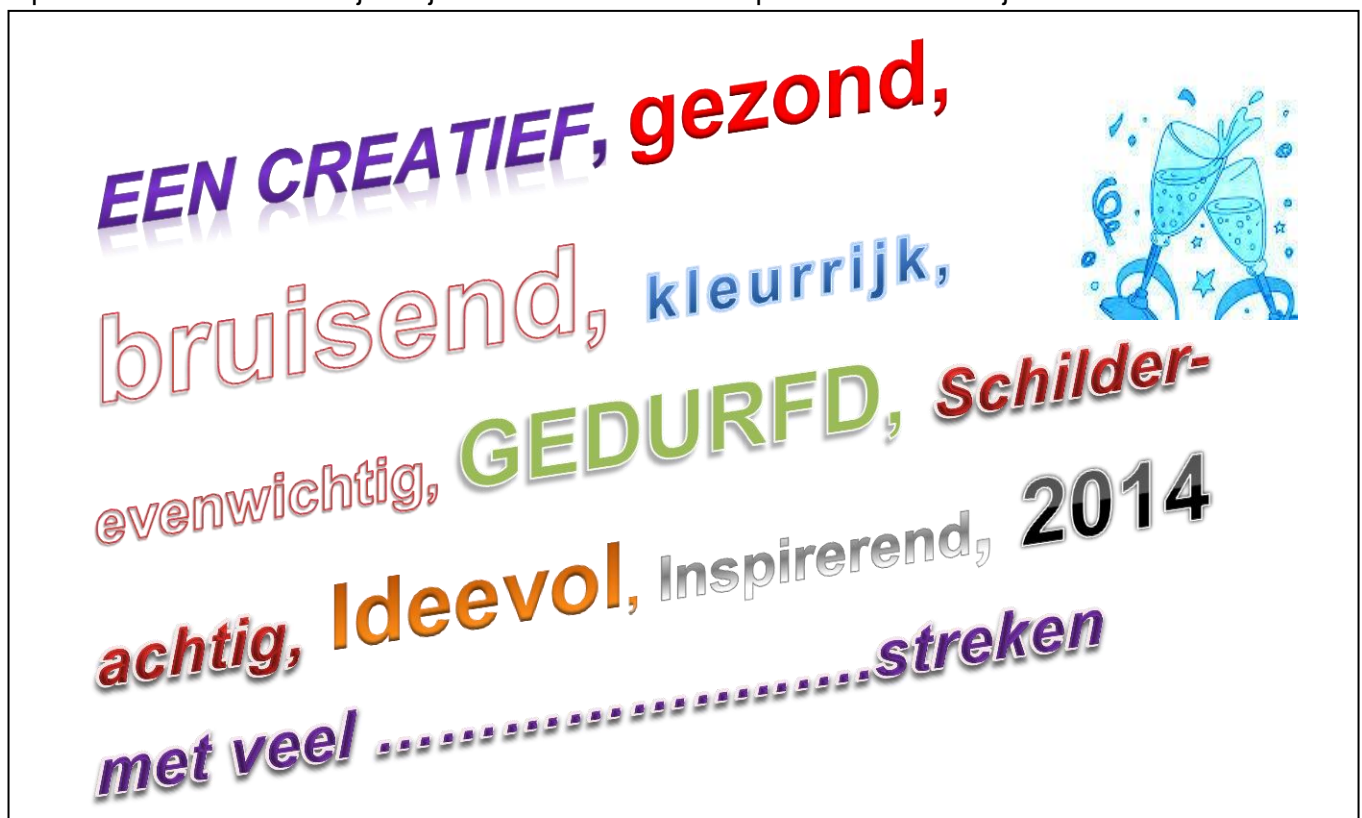 EEN CREATIEF, gezond,
bruisend, kleurrijk,
evenwichtig, GEDURFD, Schilder-
achtig, Ideevol, Inspirerend, 2014
met veel ……………………..streken